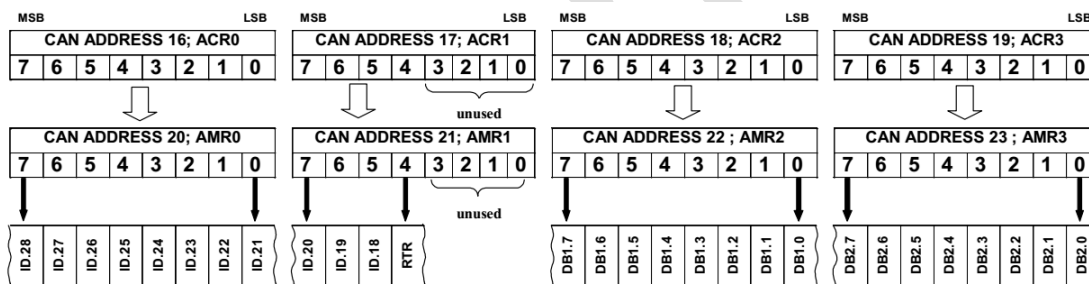 MSB LSB MSB LSB MSB LSB
CAN ADDRESS 16; ACR0 CAN ADDRESS 17; ACR1 CAN ADDRESS 18; ACR2 CAN ADDRESS 19; ACR3
7 6 5 4 3 2 1 0 7 6 5 4 3 2 1 0 7 6 5 4 3 2 1 0 7 6 5 4 3 2 1 0
unused
CAN ADDRESS 20; AMR0 CAN ADDRESS 21; AMR1 CAN ADDRESS 22 ; AMR2 CAN ADDRESS 23 ; AMR3
7 6 5 4 3 2 1 0 7 6 5 4 3 2 1 0 7 6 5 4 3 2 1 0 7 6 5 4 3 2 1 0
unused
ID.28 ID.27 ID.26 ID.25 ID.24 ID.23 ID.22 ID.21 ID.20 ID.19 ID.18 RTR DB1.7 DB1.6 DB1.5 DB1.4 DB1.3 DB1.2 DB1.1 DB1.0 DB2.7 DB2.6 DB2.5 DB2.4 DB2.3 DB2.2 DB2.1 DB2.0